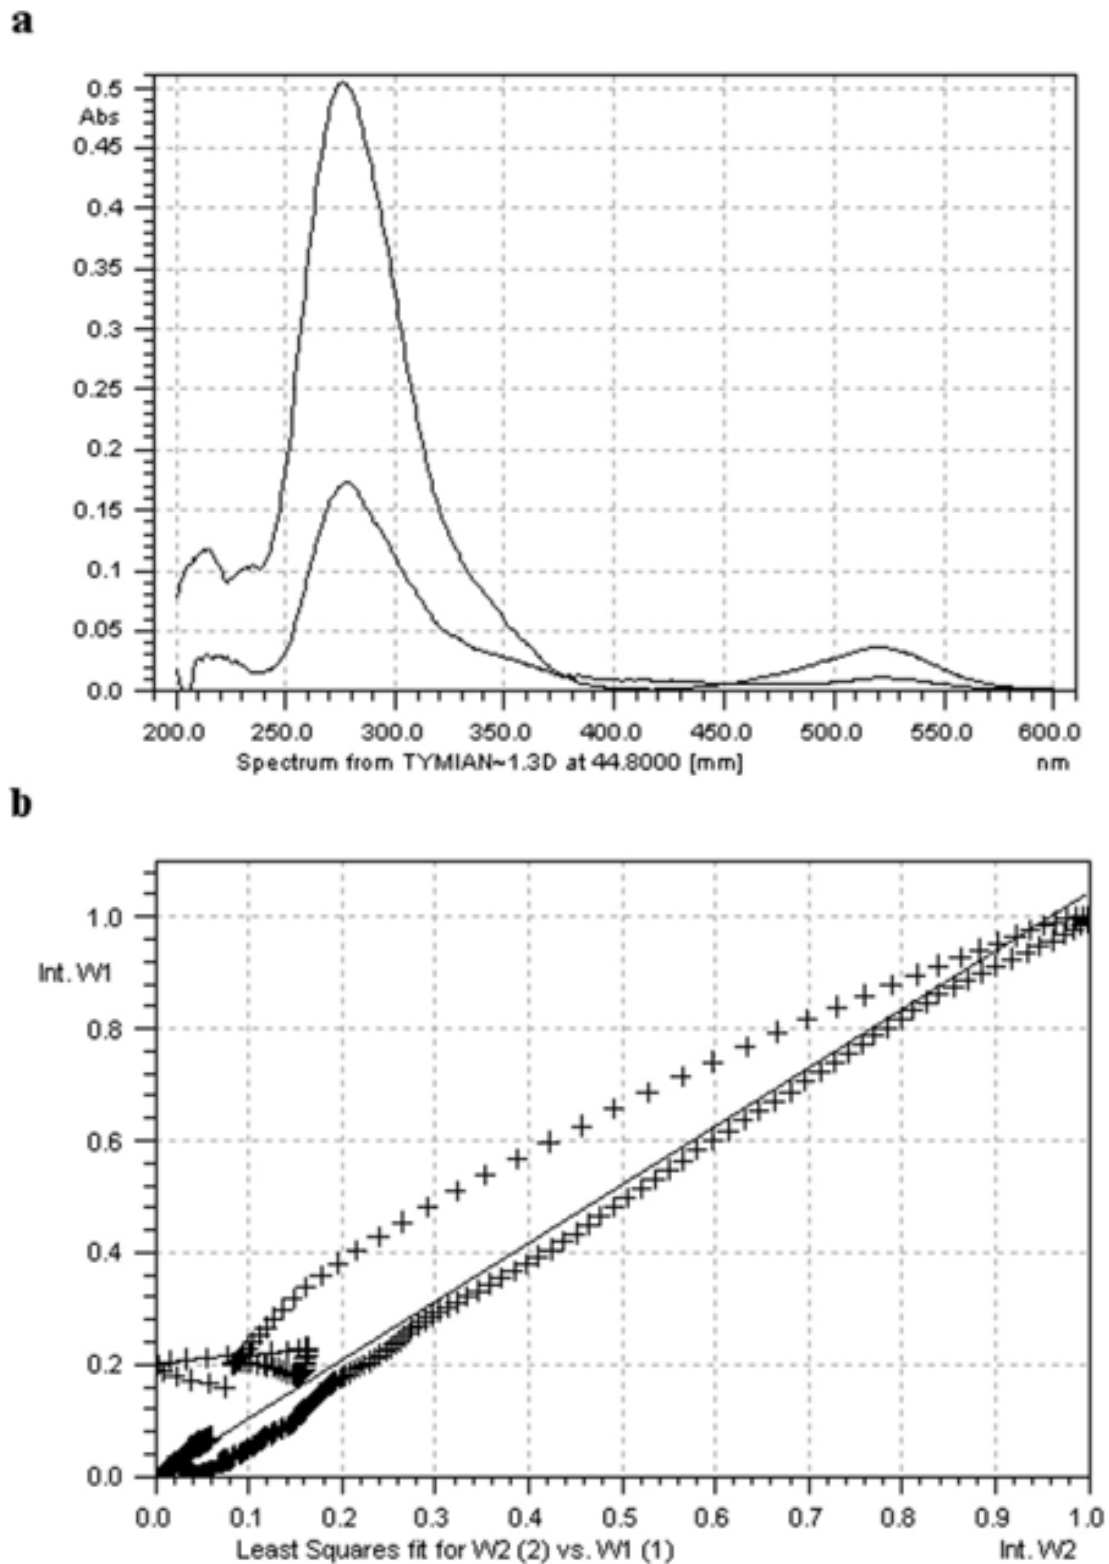 a
0.5
Abs
0.45
0.4
0.35
0.3
0.25
0.2
0.15
0.1
0.05
0.0
200.0 250.0 300.0 350.0 400.0 450.0 500.0 550.0 600.0
Spectrum from TYMIAN~1.3D at 44.8000 [mm] nm
b
1.0
Int. W1
0.8
0.6
0.4
0.2
0.0
0.0 0.1 0.2 0.3 0.4 0.5 0.6 0.7 0.8 0.9 1.0
Least Squares fit for W2 (2) vs. W1 (1) Int. W2